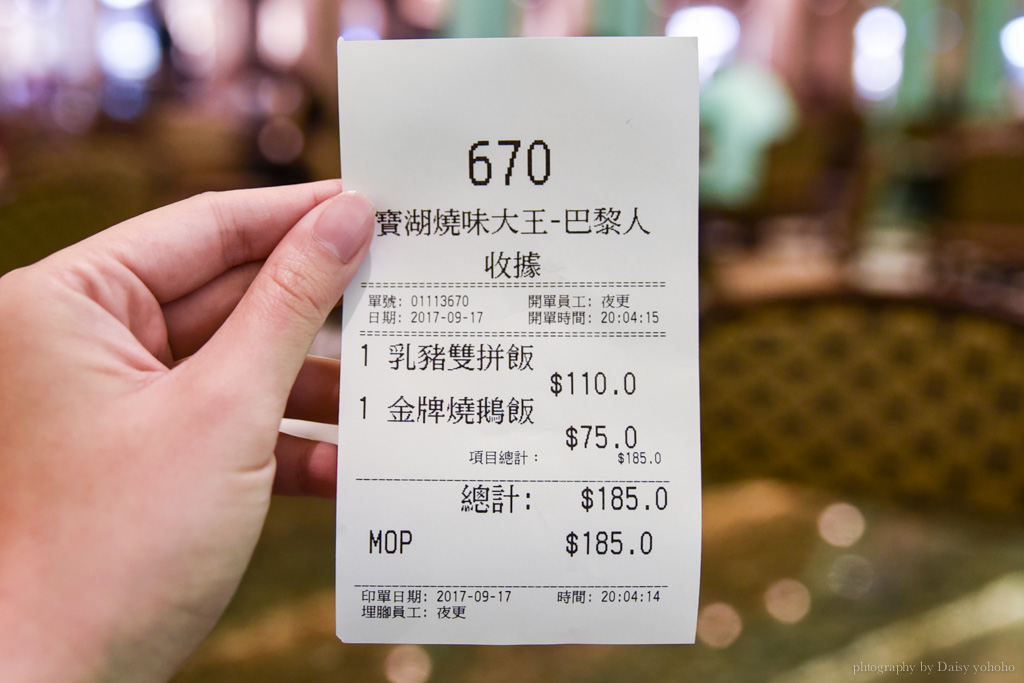 670
寶湖燒味大王-巴黎人
收據
單號: 01113670 開單員工: 夜更
日期: 2017-09-17 開單時間: 20:04:15
1 乳豬雙拼飯
$110.0
1 金牌燒鵝飯
$75.0
項目總計： $185.0
總計: $185.0
MOP $185.0
印單日期: 2017-09-17 時間: 20:04:14
埋腳員工: 夜更
phtography by Daisy yohoho